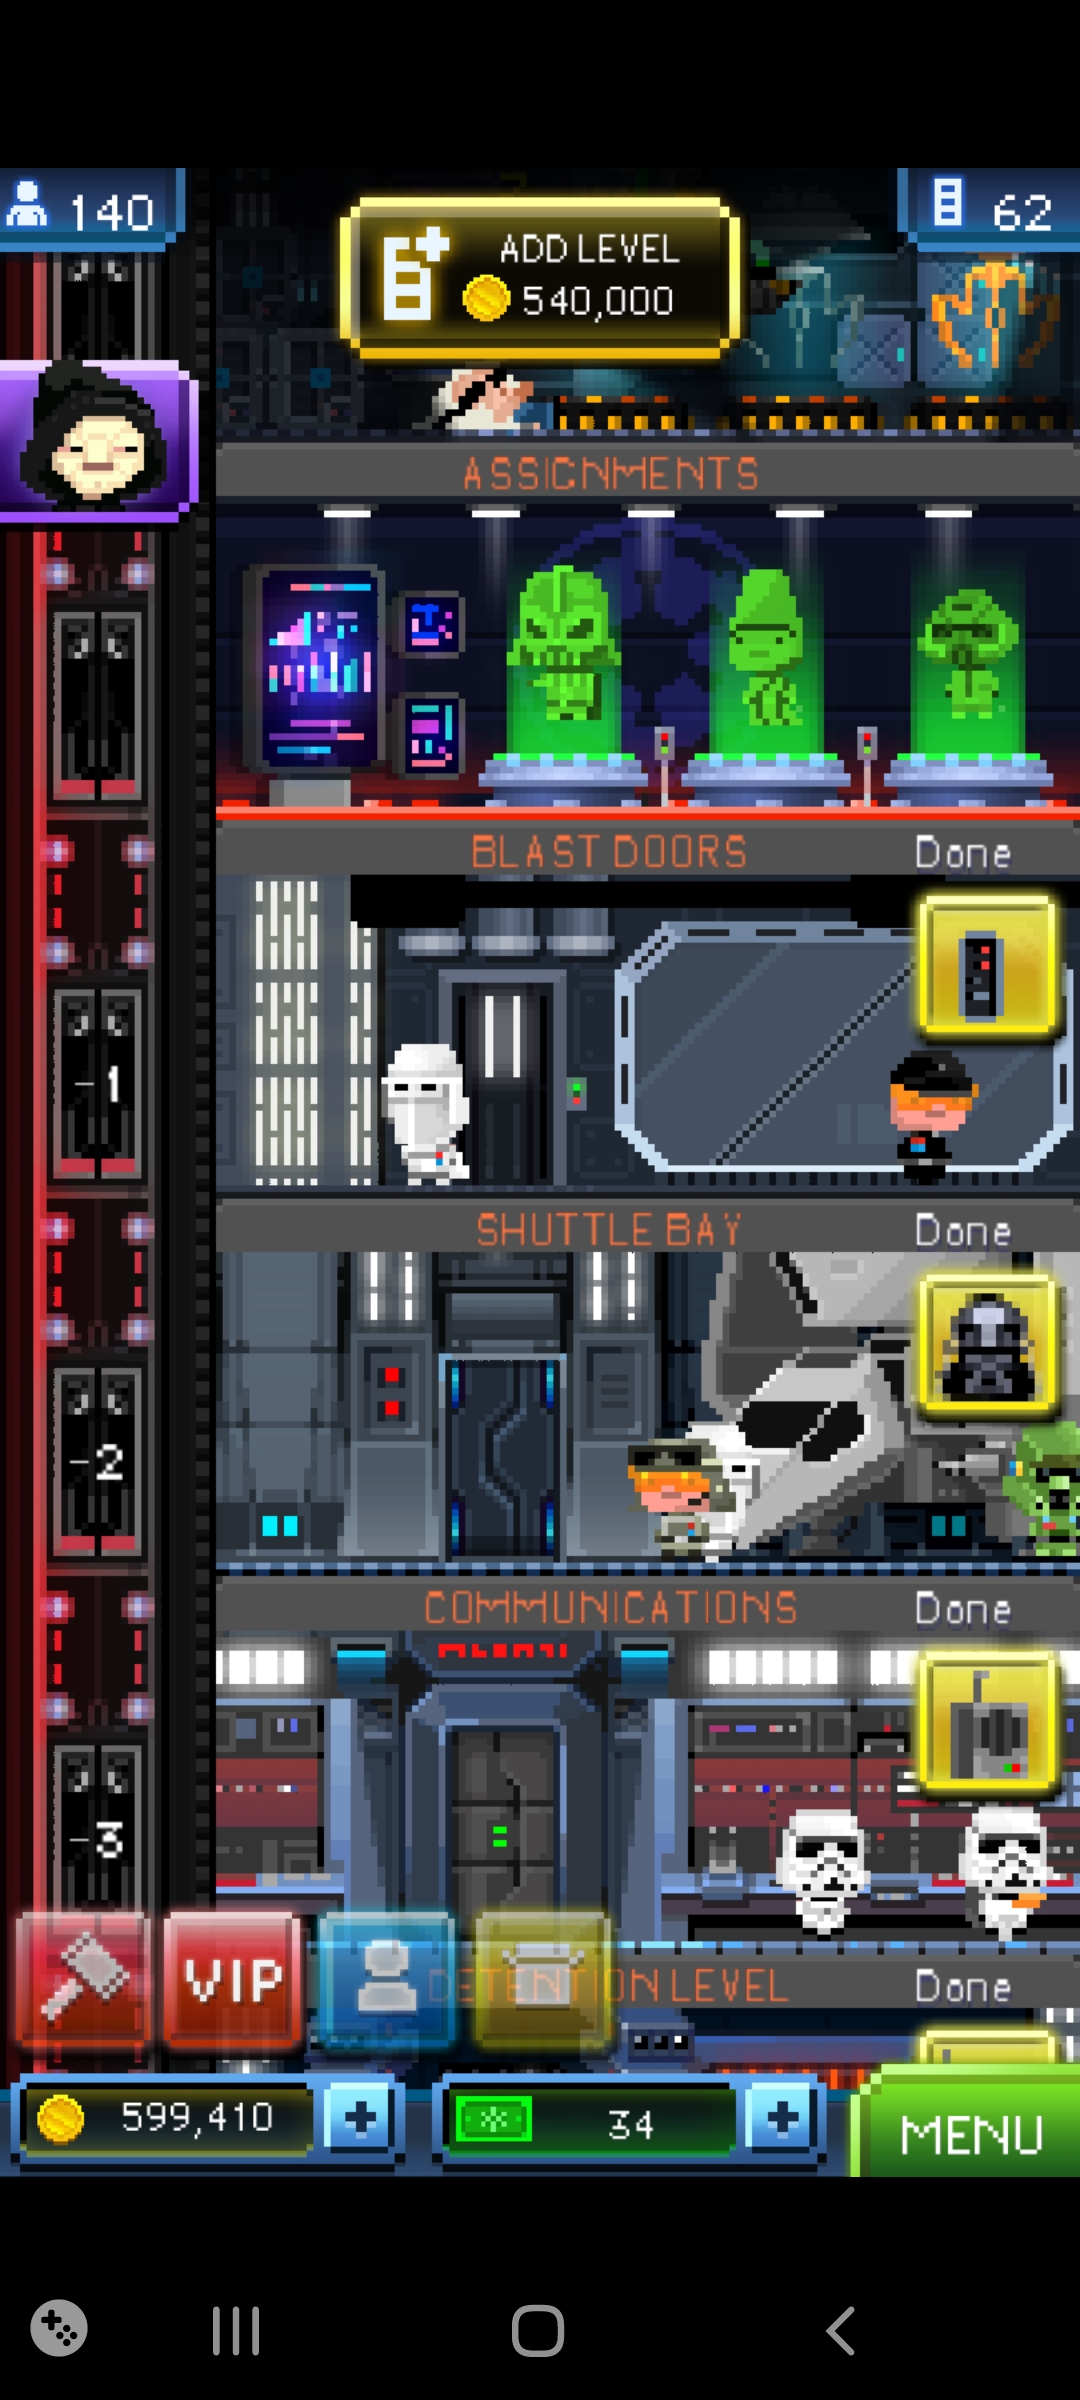 140
ADD LEVEL
540,000
62
ASSIGNMENTS
BLAST DOORS Done
-1
SHUTTLE BAY Done
-2
COMMUNICATIONS Done
-3
DETENTION LEVEL Done
VIP
599,410
34
MENU